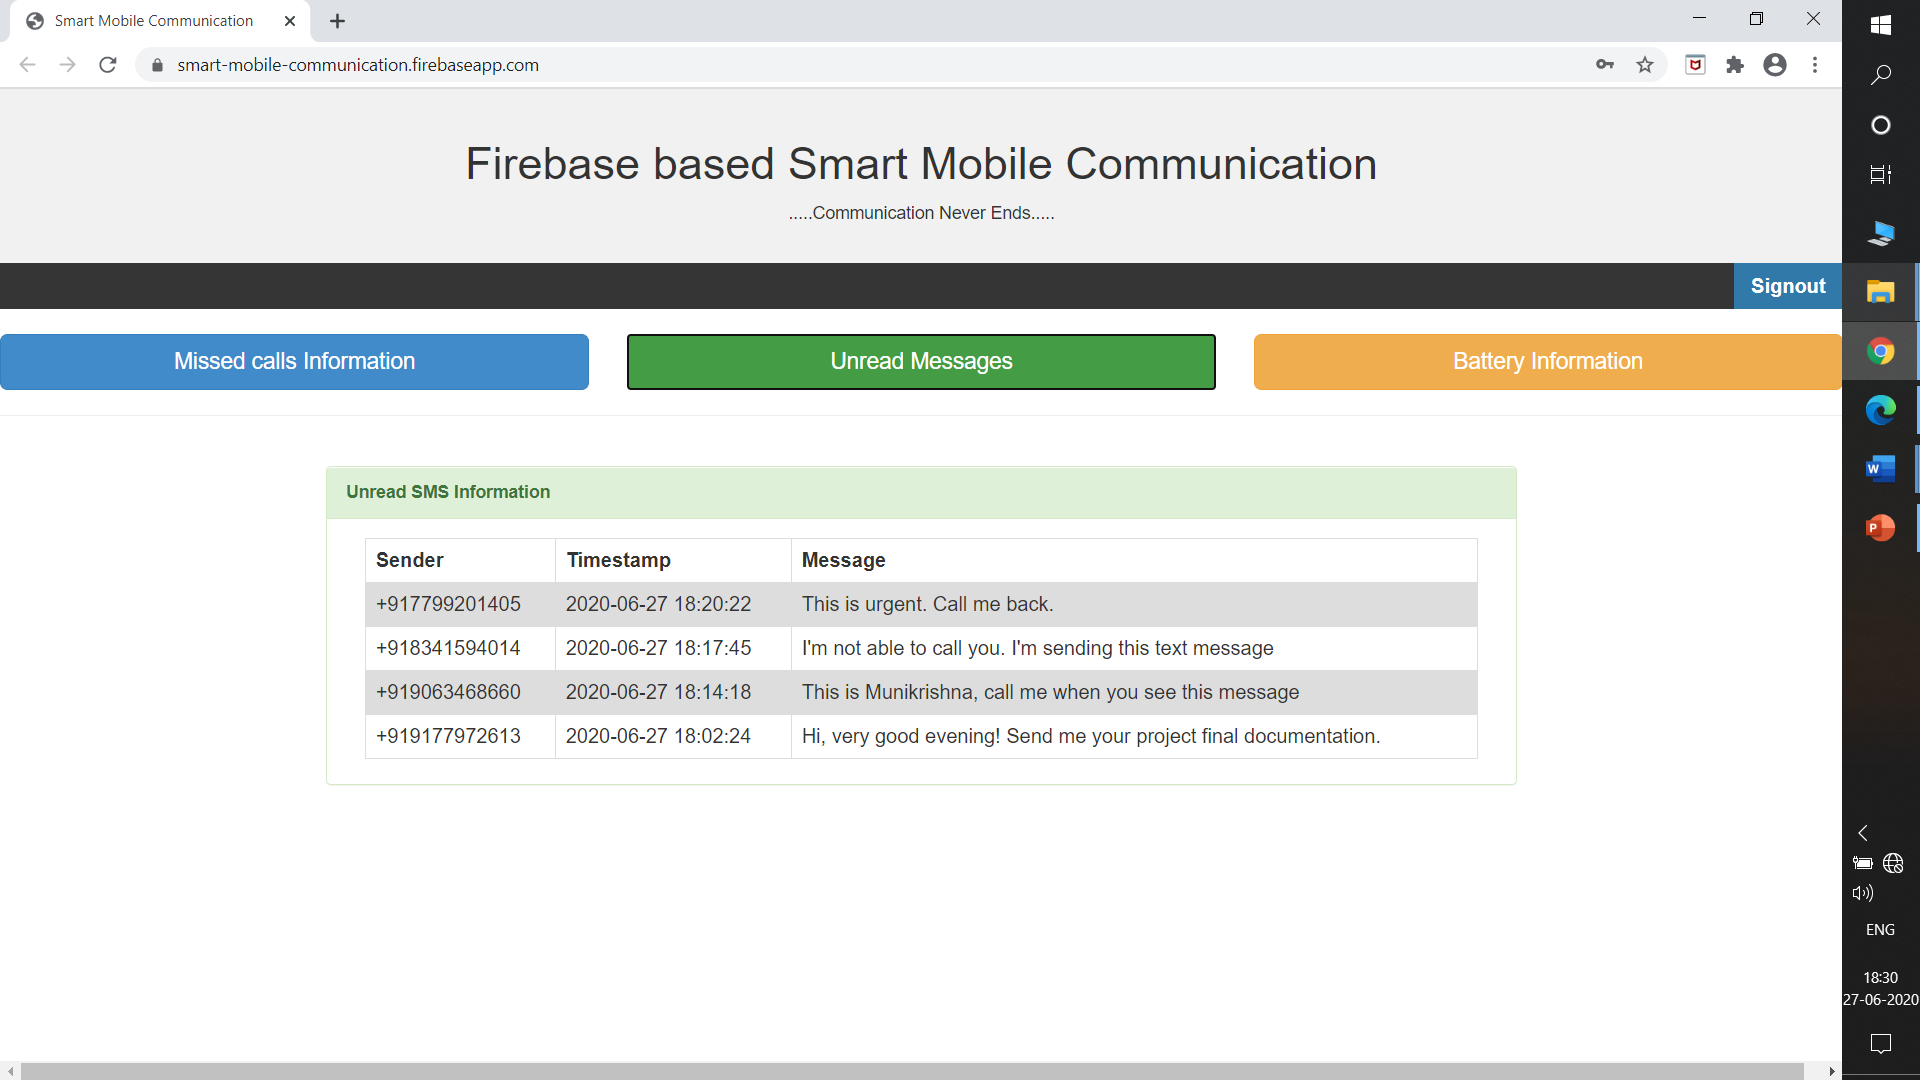 Smart Mobile Communication
smart-mobile-communication.firebaseapp.com
Firebase based Smart Mobile Communication
.....Communication Never Ends.....
Signout
Missed calls Information
Unread Messages
Battery Information
Unread SMS Information
Sender Timestamp Message
+917799201405 2020-06-27 18:20:22 This is urgent. Call me back.
+918341594014 2020-06-27 18:17:45 I'm not able to call you. I'm sending this text message
+919063468660 2020-06-27 18:14:18 This is Munikrishna, call me when you see this message
+919177972613 2020-06-27 18:02:24 Hi, very good evening! Send me your project final documentation.
W
P
ENG
18:30
27-06-2020